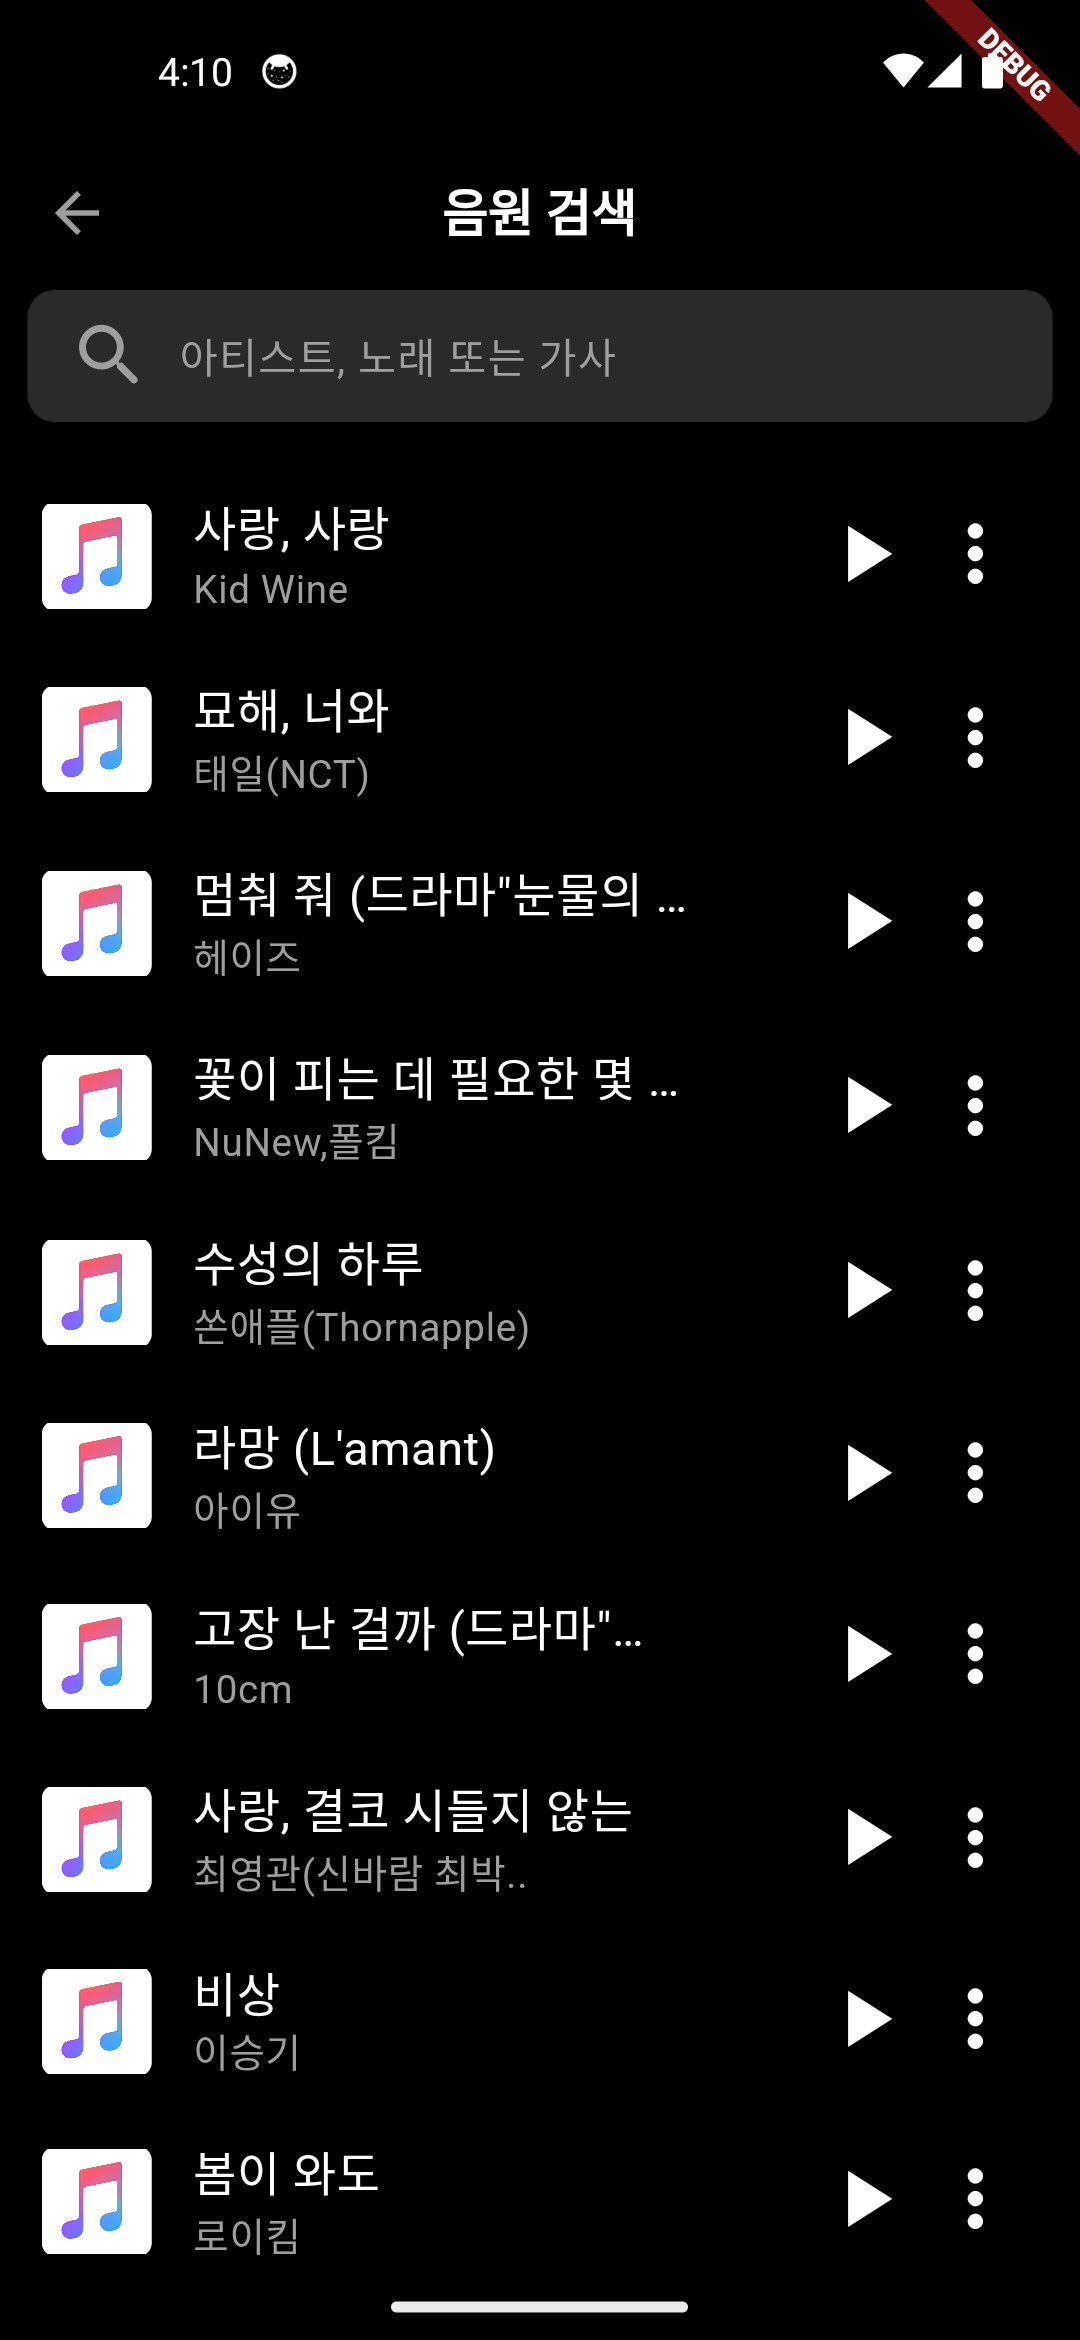 4:10
DEBUG
음원 검색
아티스트, 노래 또는 가사
사랑, 사랑
Kid Wine
묘해, 너와
태일(NCT)
멈춰 줘 (드라마"눈물의 ...
헤이즈
꽃이 피는 데 필요한 몇 ...
NuNew,폴킴
수성의 하루
쏜애플(Thornapple)
라망 (L'amant)
아이유
고장 난 걸까 (드라마"...
10cm
사랑, 결코 시들지 않는
최영관(신바람 최박..
비상
이승기
봄이 와도
로이킴